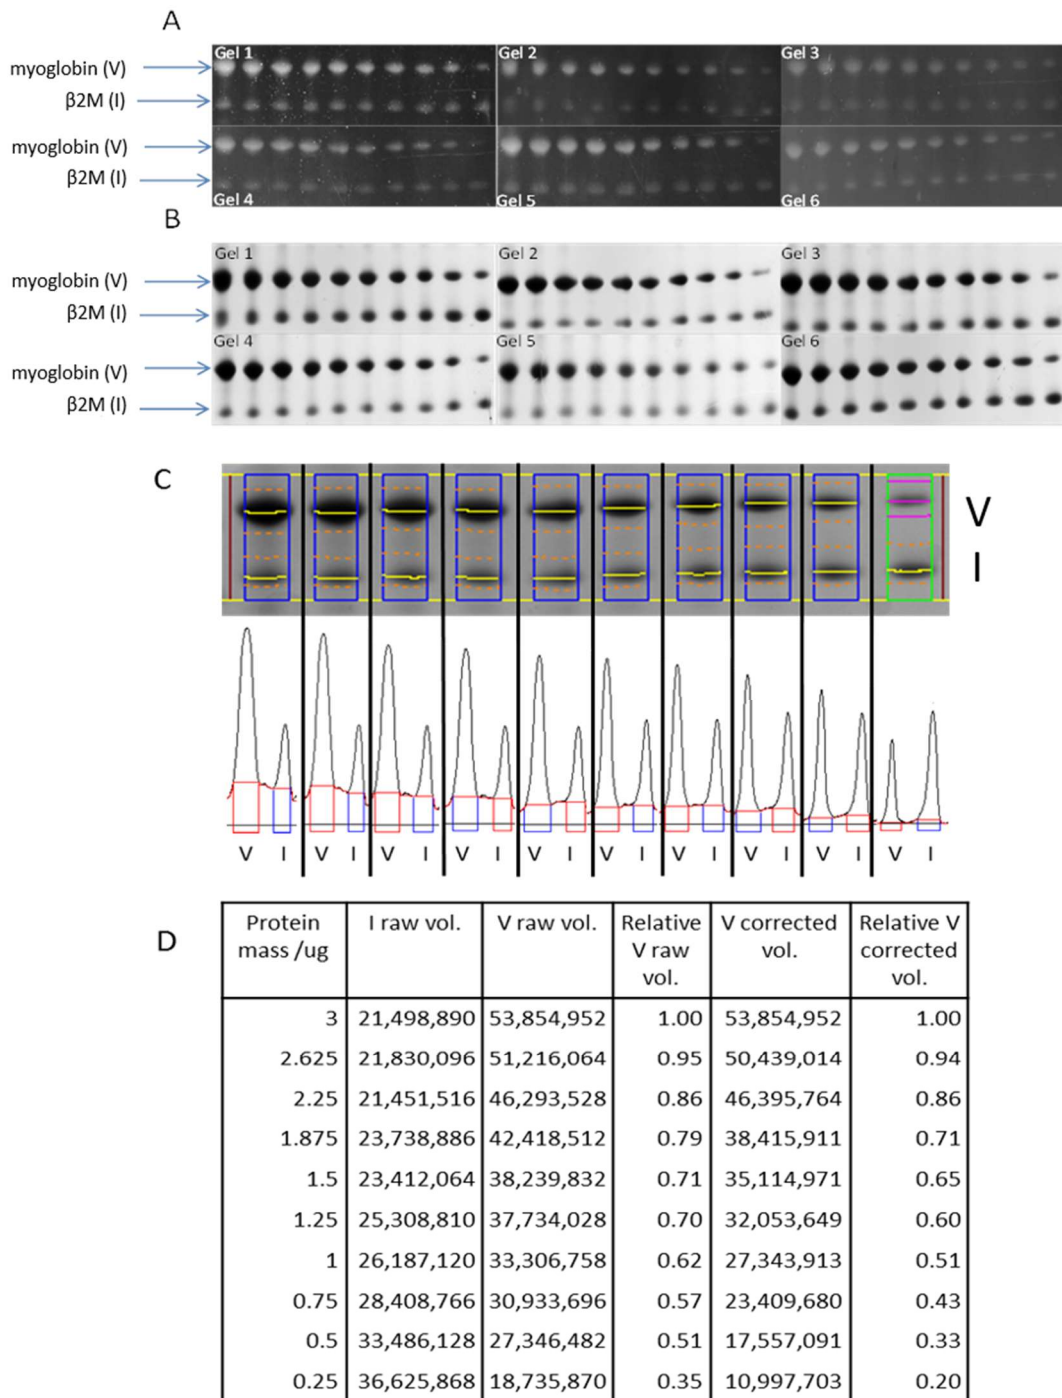 A
Gel 1
Gel 2
Gel 3
myoglobin (V)
β2M (I)
myoglobin (V)
β2M (I)
Gel 4
Gel 5
Gel 6
B
Gel 1
Gel 2
Gel 3
myoglobin (V)
β2M (I)
Gel 4
Gel 5
Gel 6
myoglobin (V)
β2M (I)
C
V
I
V I V I V I V I V I V I V I V I V I V I
D
Protein mass /ug I raw vol. V raw vol. Relative V raw vol. V corrected vol. Relative V corrected vol.
3 21,498,890 53,854,952 1.00 53,854,952 1.00
2.625 21,830,096 51,216,064 0.95 50,439,014 0.94
2.25 21,451,516 46,293,528 0.86 46,395,764 0.86
1.875 23,738,886 42,418,512 0.79 38,415,911 0.71
1.5 23,412,064 38,239,832 0.71 35,114,971 0.65
1.25 25,308,810 37,734,028 0.70 32,053,649 0.60
1 26,187,120 33,306,758 0.62 27,343,913 0.51
0.75 28,408,766 30,933,696 0.57 23,409,680 0.43
0.5 33,486,128 27,346,482 0.51 17,557,091 0.33
0.25 36,625,868 18,735,870 0.35 10,997,703 0.20